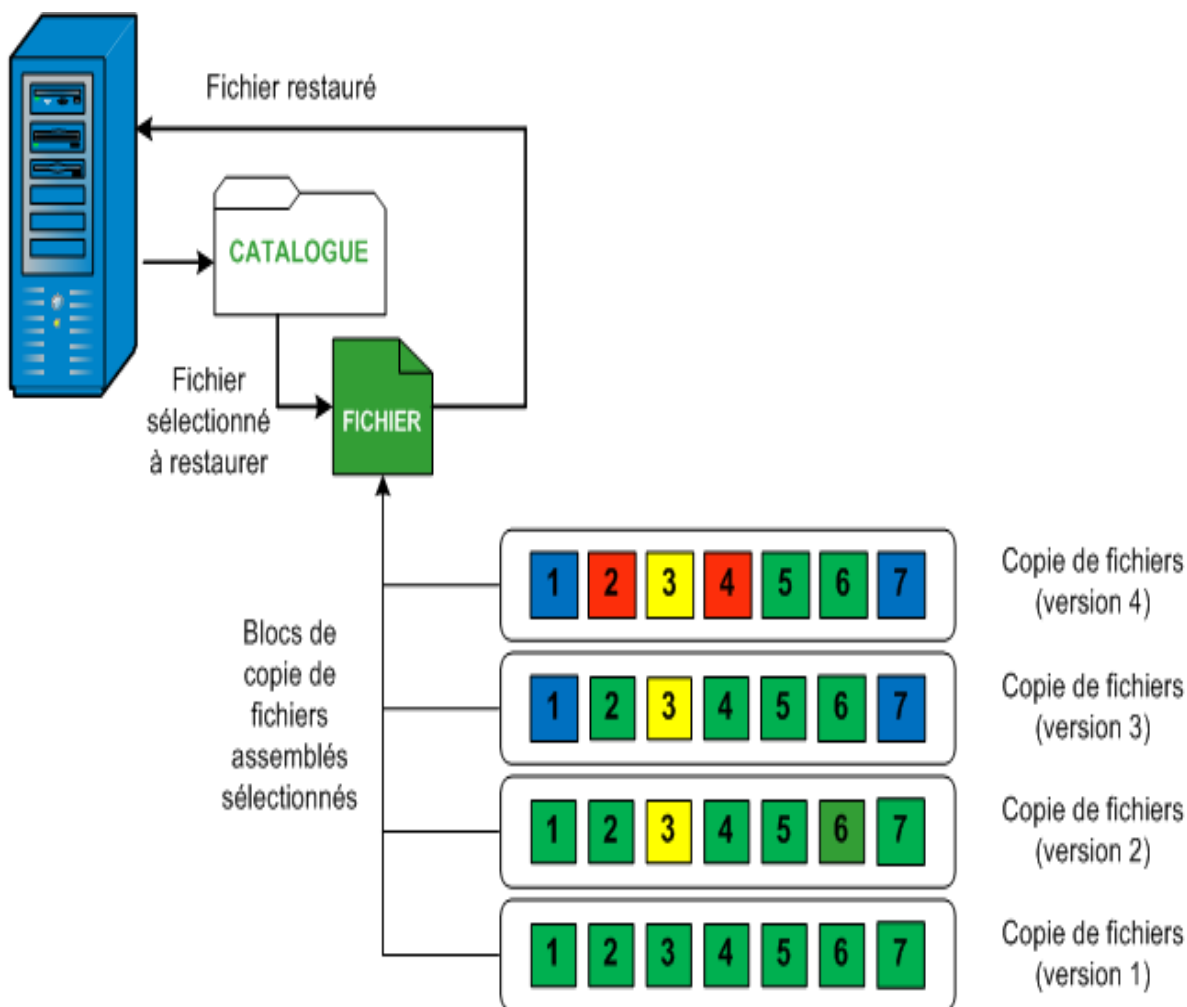 Fichier restauré
CATALOGUE
Fichier
sélectionné
à restaurer
FICHIER
Blocs de
copie de
fichiers
assemblés
sélectionnés
1 2 3 4 5 6 7
Copie de fichiers
(version 4)
1 2 3 4 5 6 7
Copie de fichiers
(version 3)
1 2 3 4 5 6 7
Copie de fichiers
(version 2)
1 2 3 4 5 6 7
Copie de fichiers
(version 1)